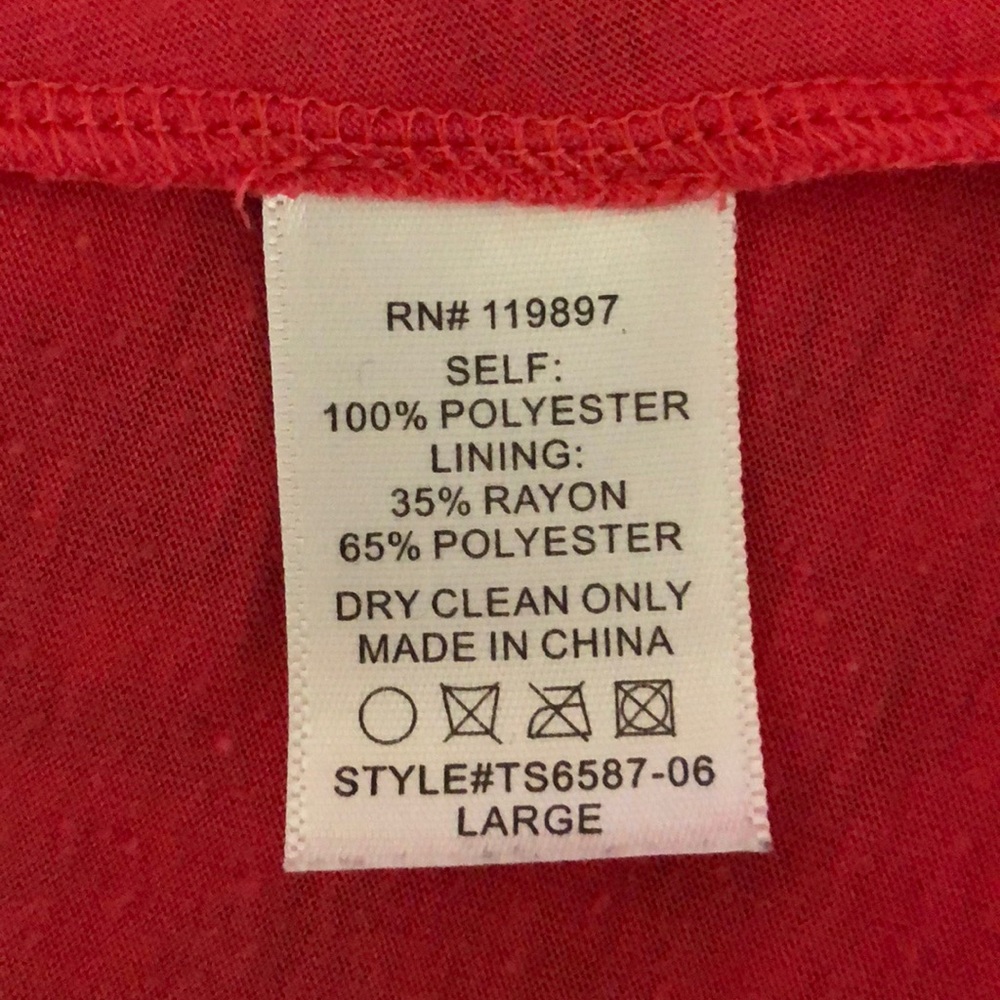 RN# 119897
SELF:
100% POLYESTER
LINING:
35% RAYON
65% POLYESTER
DRY CLEAN ONLY
MADE IN CHINA
STYLE#TS6587-06
LARGE